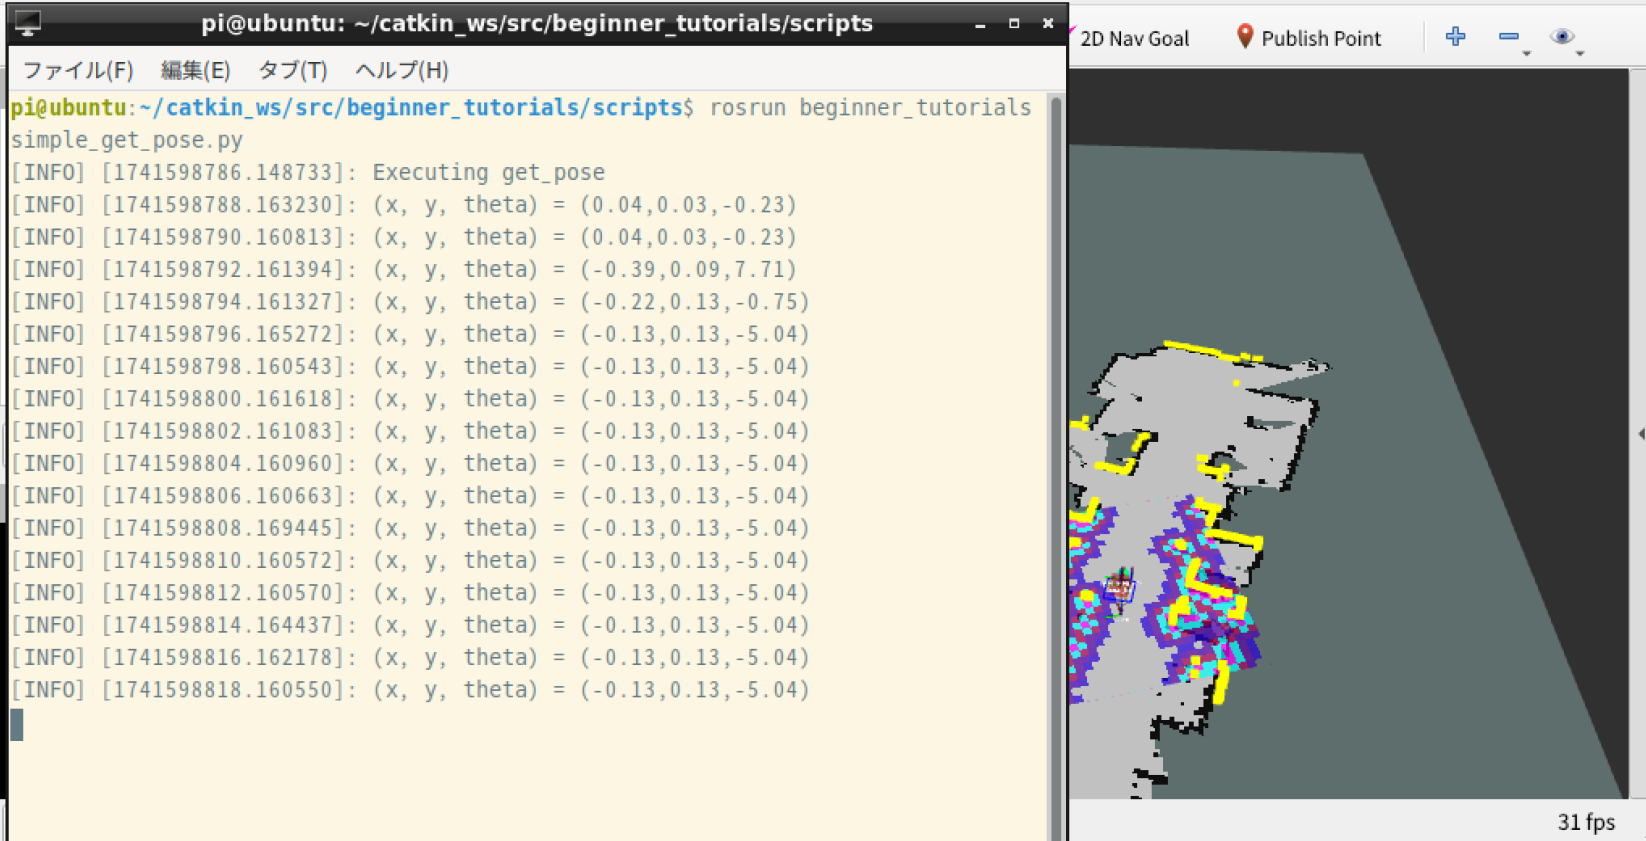 pi@ubuntu: ~/catkin_ws/src/beginner_tutorials/scripts
ファイル(F) 編集(E) タブ(T) ヘルプ(H)
2D Nav Goal Publish Point
pi@ubuntu:~/catkin_ws/src/beginner_tutorials/scripts$ rosrun beginner_tutorials
simple_get_pose.py
[INFO] [1741598786.148733]: Executing get_pose
[INFO] [1741598788.163230]: (x, y, theta) = (0.04,0.03,-0.23)
[INFO] [1741598790.160813]: (x, y, theta) = (0.04,0.03,-0.23)
[INFO] [1741598792.161394]: (x, y, theta) = (-0.39,0.09,7.71)
[INFO] [1741598794.161327]: (x, y, theta) = (-0.22,0.13,-0.75)
[INFO] [1741598796.165272]: (x, y, theta) = (-0.13,0.13,-5.04)
[INFO] [1741598798.160543]: (x, y, theta) = (-0.13,0.13,-5.04)
[INFO] [1741598800.161618]: (x, y, theta) = (-0.13,0.13,-5.04)
[INFO] [1741598802.161083]: (x, y, theta) = (-0.13,0.13,-5.04)
[INFO] [1741598804.160960]: (x, y, theta) = (-0.13,0.13,-5.04)
[INFO] [1741598806.160663]: (x, y, theta) = (-0.13,0.13,-5.04)
[INFO] [1741598808.169445]: (x, y, theta) = (-0.13,0.13,-5.04)
[INFO] [1741598810.160572]: (x, y, theta) = (-0.13,0.13,-5.04)
[INFO] [1741598812.160570]: (x, y, theta) = (-0.13,0.13,-5.04)
[INFO] [1741598814.164437]: (x, y, theta) = (-0.13,0.13,-5.04)
[INFO] [1741598816.162178]: (x, y, theta) = (-0.13,0.13,-5.04)
[INFO] [1741598818.160550]: (x, y, theta) = (-0.13,0.13,-5.04)
31 fps